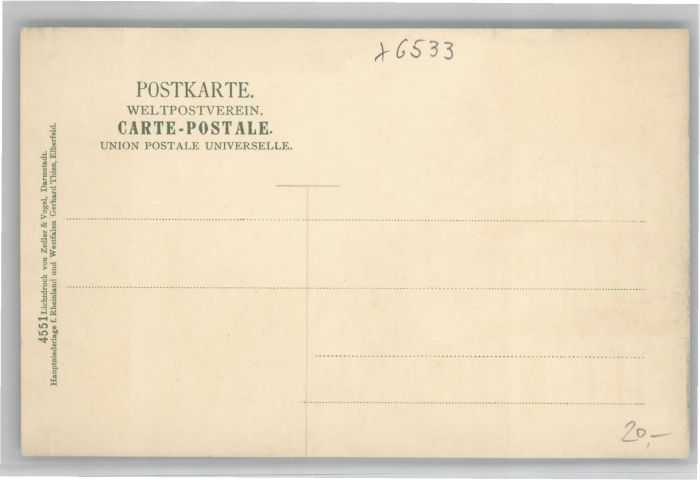 x6533
POSTKARTE.
WELTPOSTVEREIN.
CARTE-POSTALE.
UNION POSTALE UNIVERSELLE.
4551 Lichtdruck von Zedler & Vogel, Darmstadt.
Hauptniederlage f. Rheinland und Westfalen Gerhard Thien, Elberfeld.
20,-